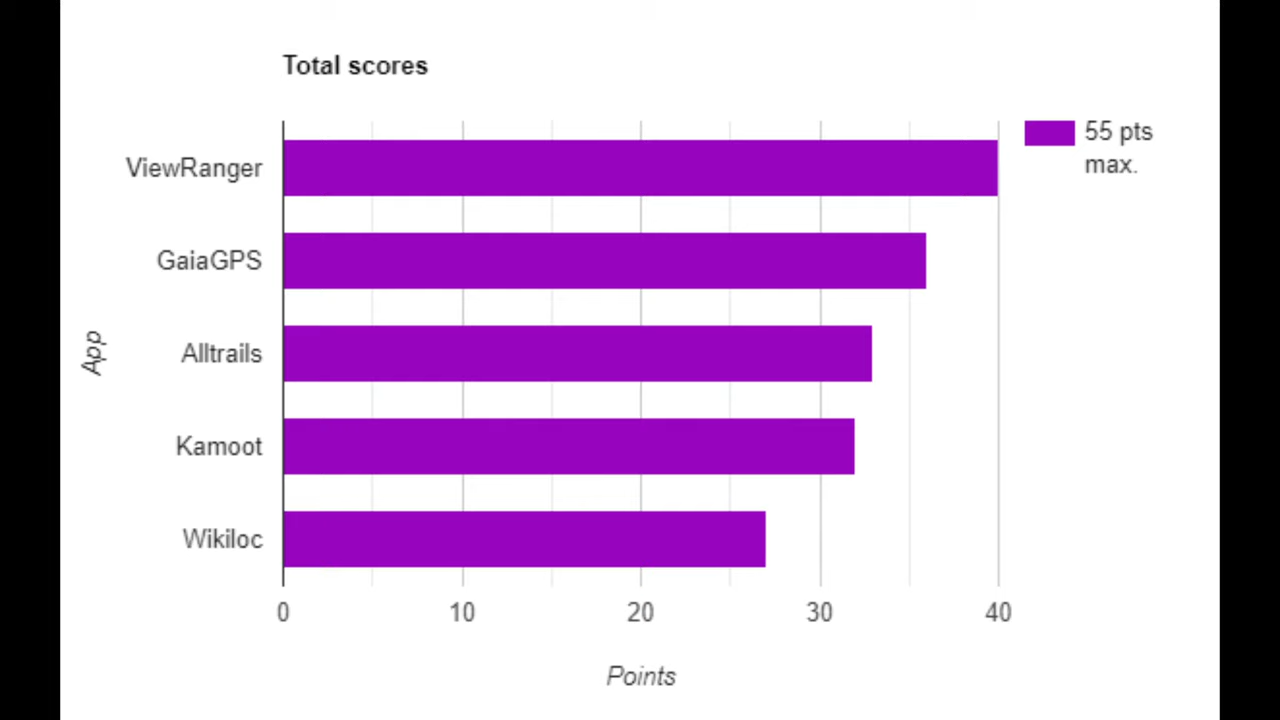 Total scores
55 pts
max.
ViewRanger
GaiaGPS
Alltrails
Kamoot
Wikiloc
App
0 10 20 30 40
Points